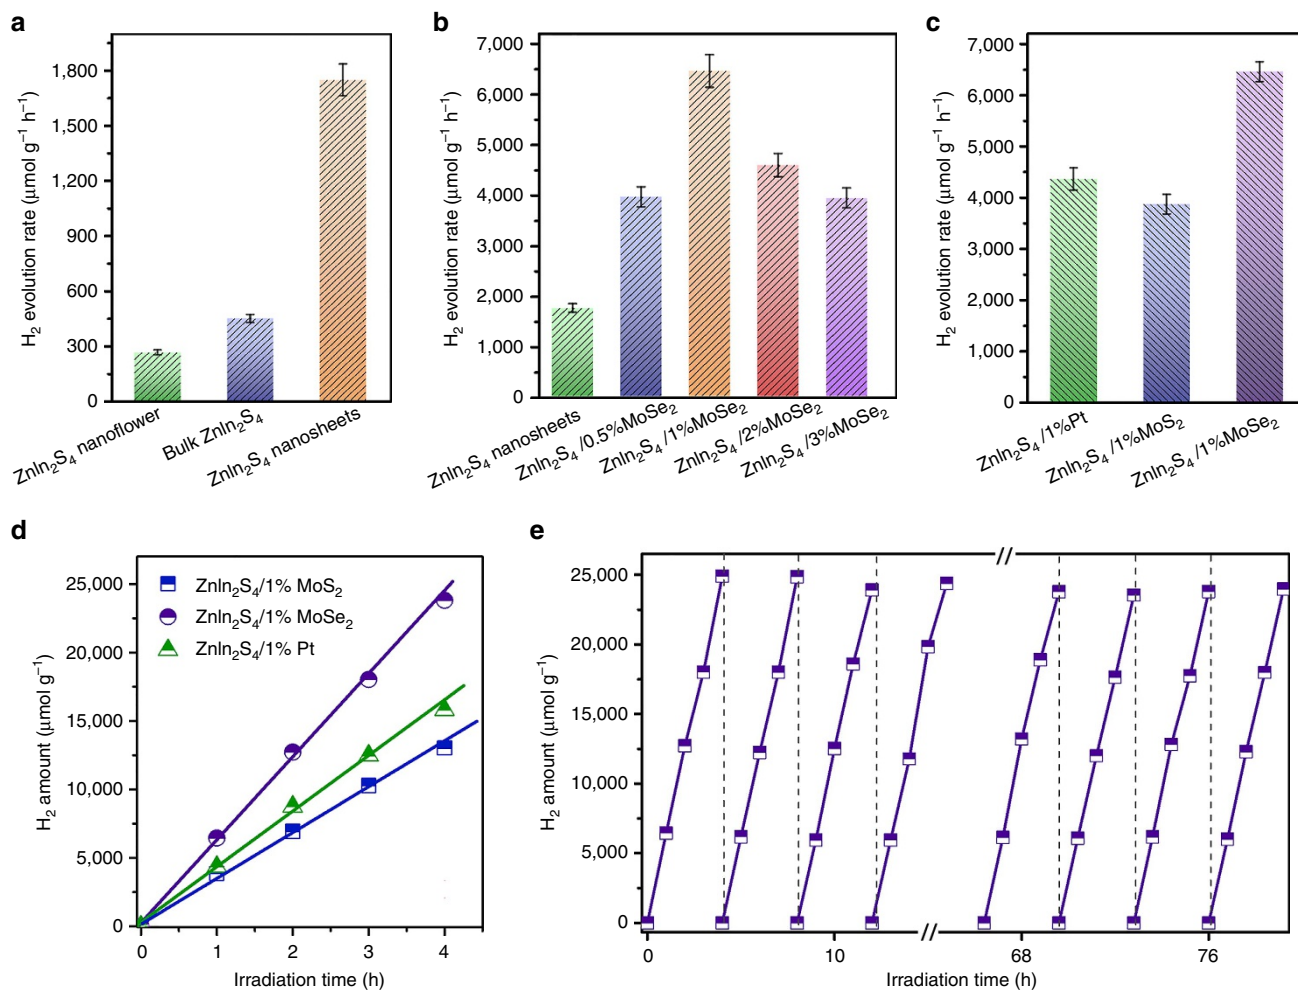 a
H₂ evolution rate (μmol g⁻¹ h⁻¹)
1,800
1,500
1,200
900
600
300
0
ZnIn₂S₄ nanoflower
Bulk ZnIn₂S₄
ZnIn₂S₄ nanosheets
b
H₂ evolution rate (μmol g⁻¹ h⁻¹)
7,000
6,000
5,000
4,000
3,000
2,000
1,000
0
ZnIn₂S₄ nanosheets
ZnIn₂S₄ /0.5%MoSe₂
ZnIn₂S₄ /1%MoSe₂
ZnIn₂S₄ /2%MoSe₂
ZnIn₂S₄ /3%MoSe₂
c
H₂ evolution rate (μmol g⁻¹ h⁻¹)
7,000
6,000
5,000
4,000
3,000
2,000
1,000
0
ZnIn₂S₄ /1%Pt
ZnIn₂S₄ /1%MoS₂
ZnIn₂S₄ /1%MoSe₂
d
H₂ amount (μmol g⁻¹)
25,000
20,000
15,000
10,000
5,000
0
ZnIn₂S₄/1% MoS₂
ZnIn₂S₄/1% MoSe₂
ZnIn₂S₄/1% Pt
0 1 2 3 4
Irradiation time (h)
e
H₂ amount (μmol g⁻¹)
25,000
20,000
15,000
10,000
5,000
0
0 10 68 76
Irradiation time (h)